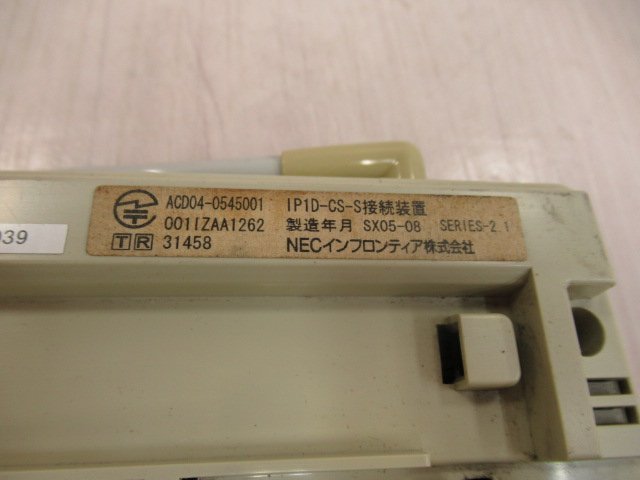 ACD04-0545001 IP1D-CS-S接続装置
001IZAA1262 製造年月 SX05-08 SERIES-2.1
T R 31458 NECインフロンティア株式会社
039